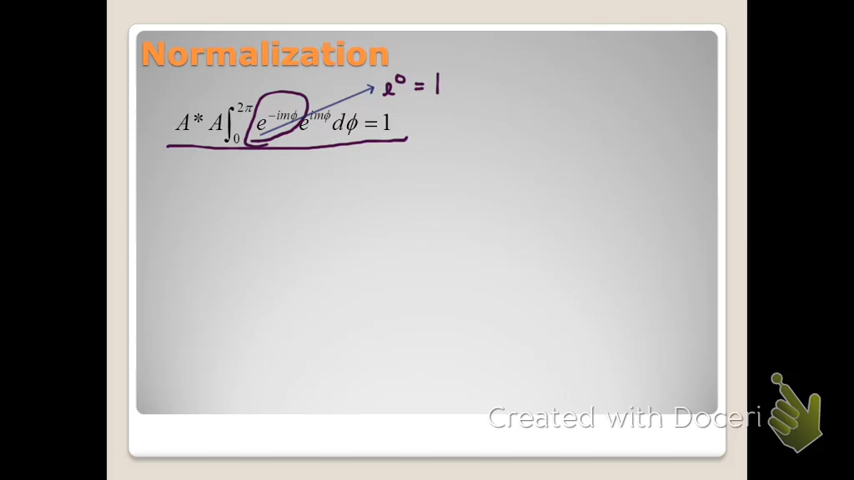 Normalization
e⁰ = 1
A* A∫₀^{2π} e^{-imϕ} e^{imϕ} dϕ = 1
Created with Doceri